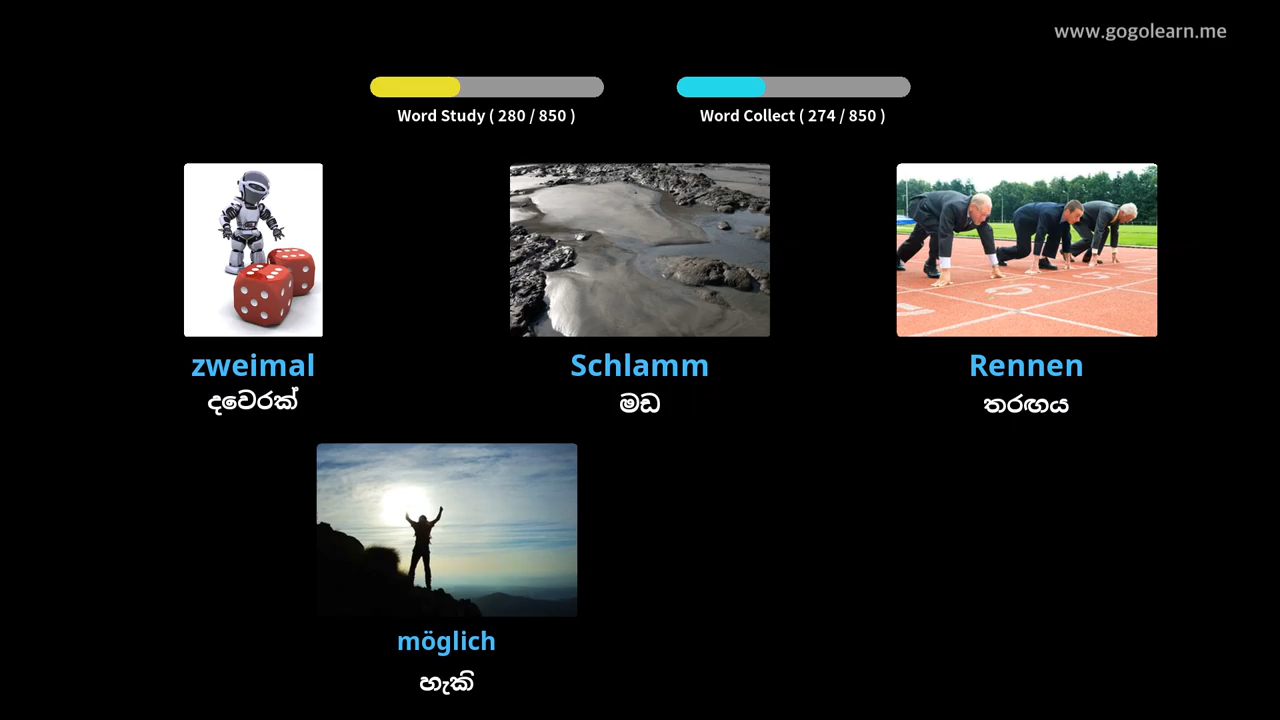 www.gogolearn.me
Word Study ( 280 / 850 )
Word Collect ( 274 / 850 )
zweimal
දෙවරක්
Schlamm
මඩ
Rennen
තරඟය
möglich
හැකි